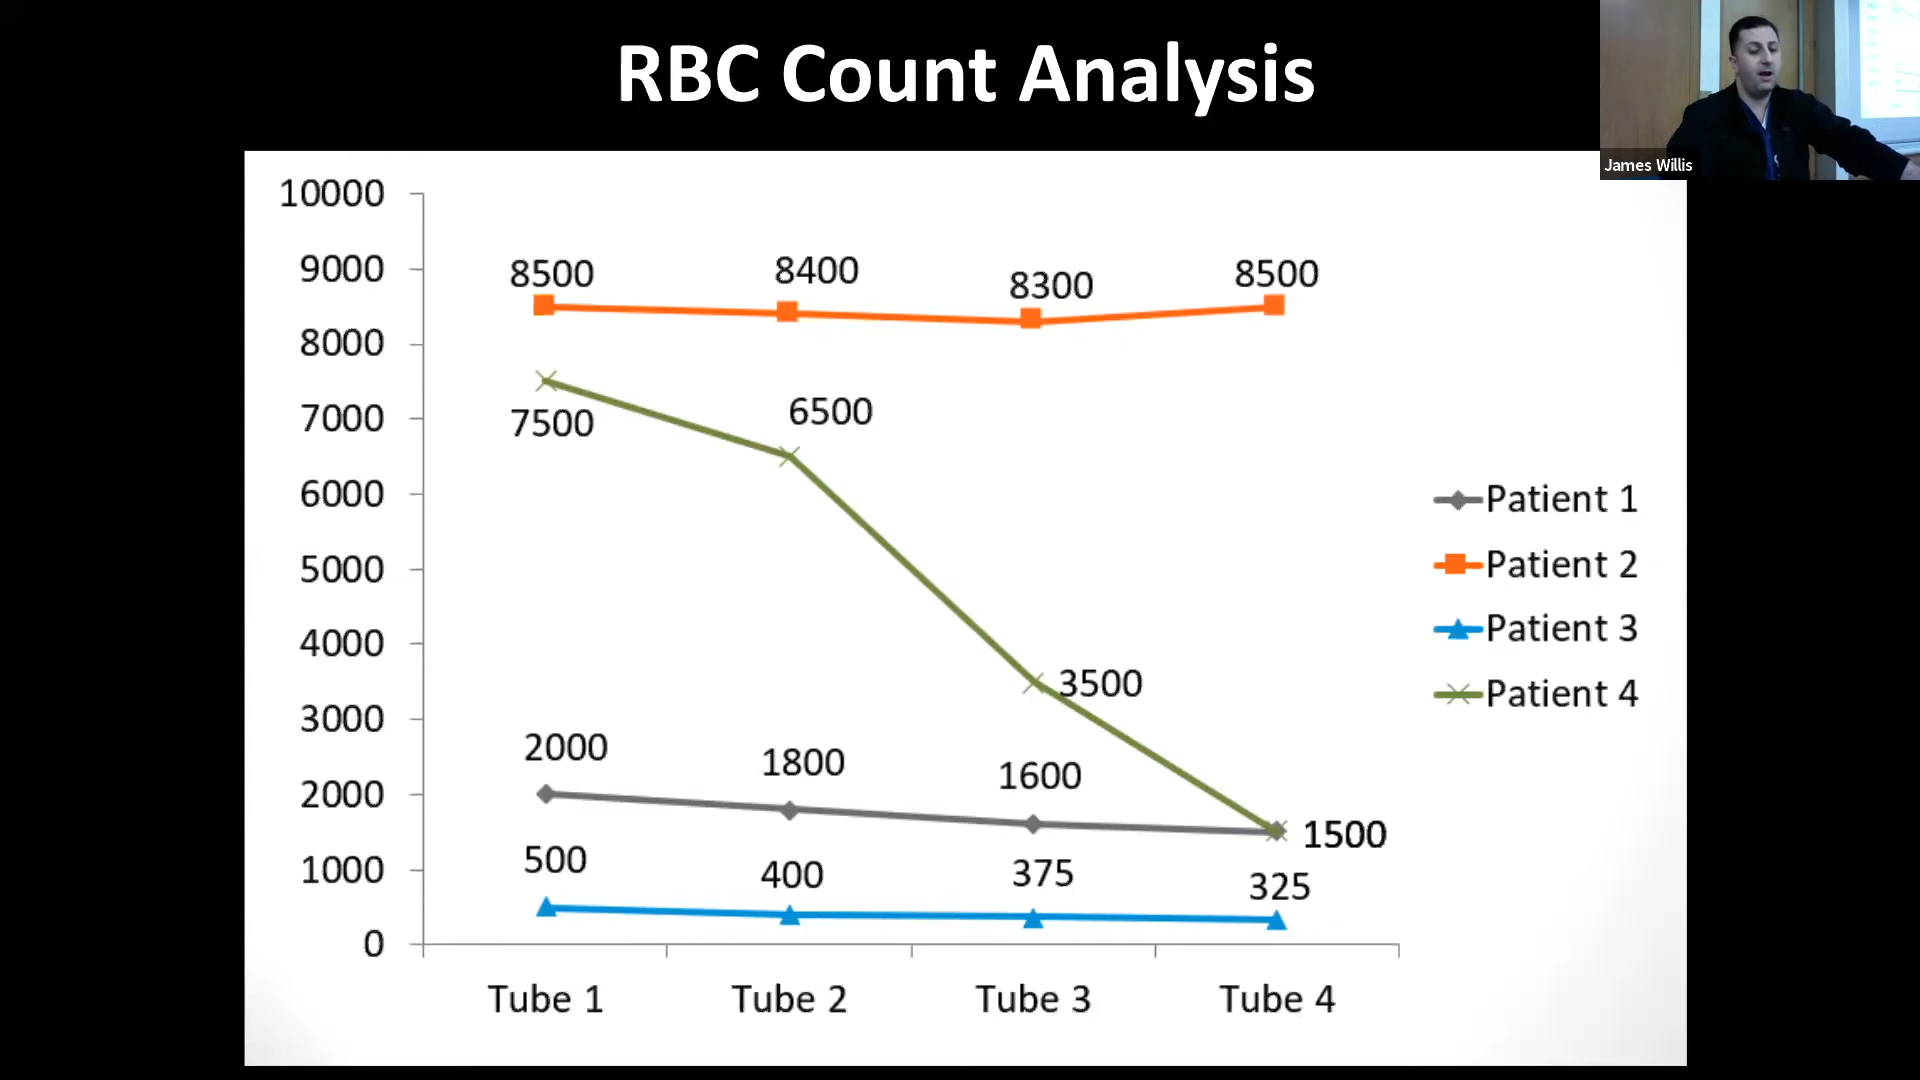 RBC Count Analysis
James Willis
10000
9000
8000
7000
6000
5000
4000
3000
2000
1000
0
8500 8400 8300 8500
7500 6500 3500
2000 1800 1600 1500
500 400 375 325
Tube 1 Tube 2 Tube 3 Tube 4
Patient 1
Patient 2
Patient 3
Patient 4